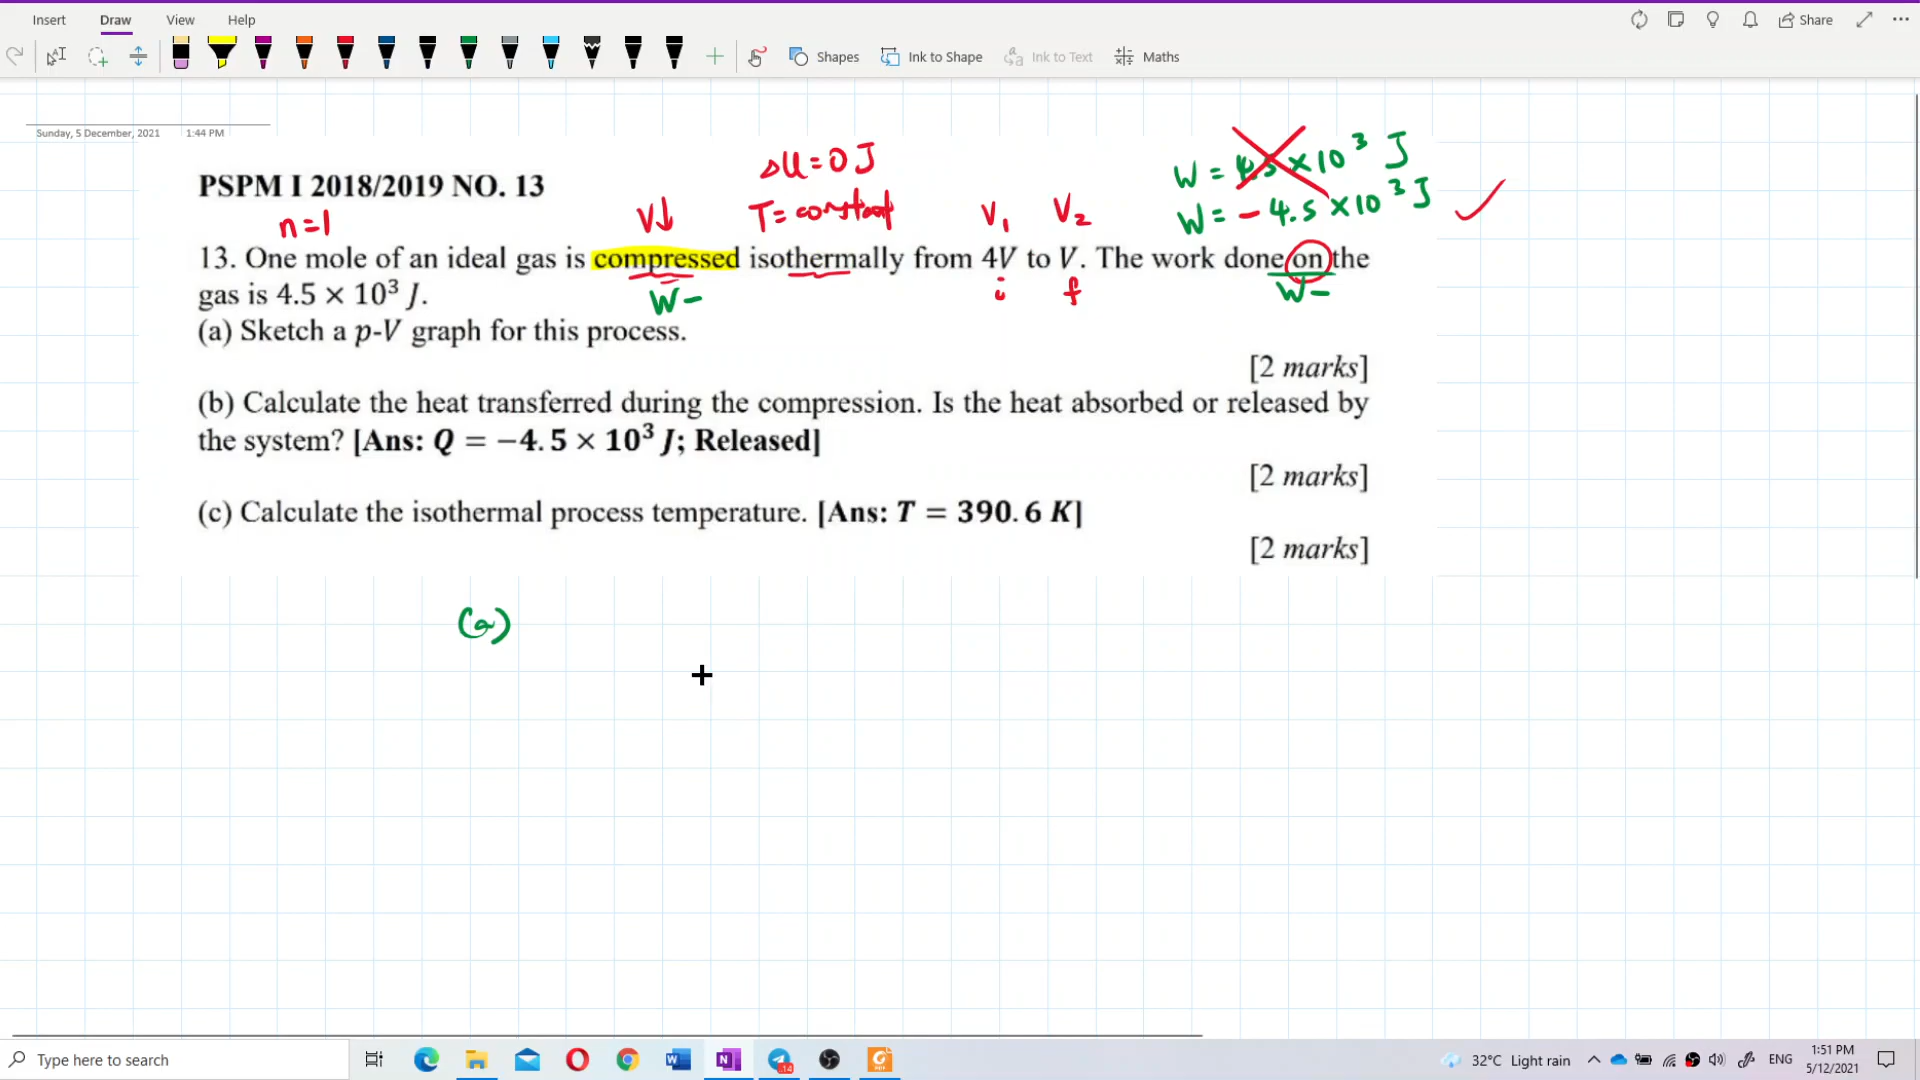 Insert Draw View Help
Share
Shapes Ink to Shape Ink to Text Maths
Sunday, 5 December, 2021 1:44 PM
ΔU = 0 J
W = 4.5 × 10³ J
PSPM I 2018/2019 NO. 13
n=1 V↓ T = constant V₁ V₂ W = - 4.5 × 10³ J ✓
13. One mole of an ideal gas is compressed isothermally from 4V to V. The work done on the
gas is 4.5 × 10³ J.
W- i f W-
(a) Sketch a p-V graph for this process.
[2 marks]
(b) Calculate the heat transferred during the compression. Is the heat absorbed or released by
the system? [Ans: Q = −4.5 × 10³ J; Released]
[2 marks]
(c) Calculate the isothermal process temperature. [Ans: T = 390.6 K]
[2 marks]
(a)
Type here to search
14
32°C Light rain
ENG
1:51 PM
5/12/2021